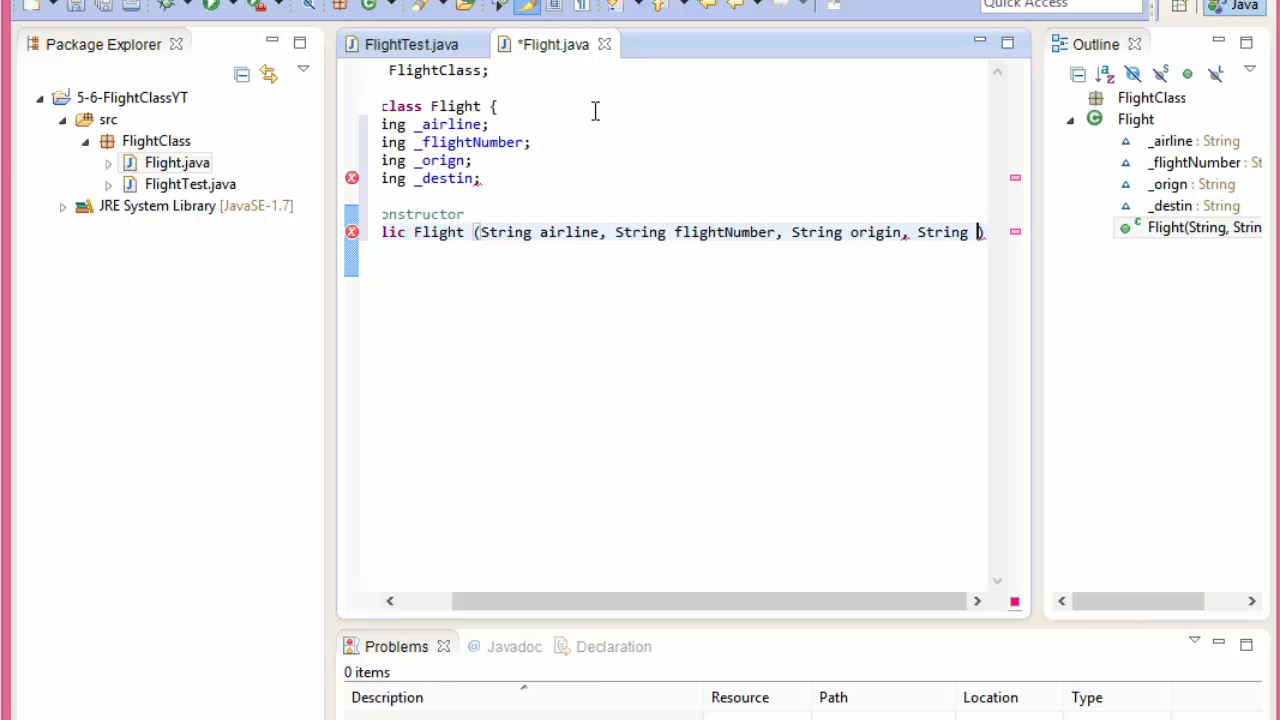 Quick Access
Java
Package Explorer
FlightTest.java
*Flight.java
Outline
5-6-FlightClassYT
src
FlightClass
Flight.java
FlightTest.java
JRE System Library [JavaSE-1.7]
FlightClass;
class Flight {
ing _airline;
ing _flightNumber;
ing _orign;
ing _destin;
onstructor
lic Flight (String airline, String flightNumber, String origin, String )
FlightClass
Flight
_airline : String
_flightNumber : St
_orign : String
_destin : String
Flight(String, Strin
Problems
@ Javadoc
Declaration
0 items
Description
Resource
Path
Location
Type